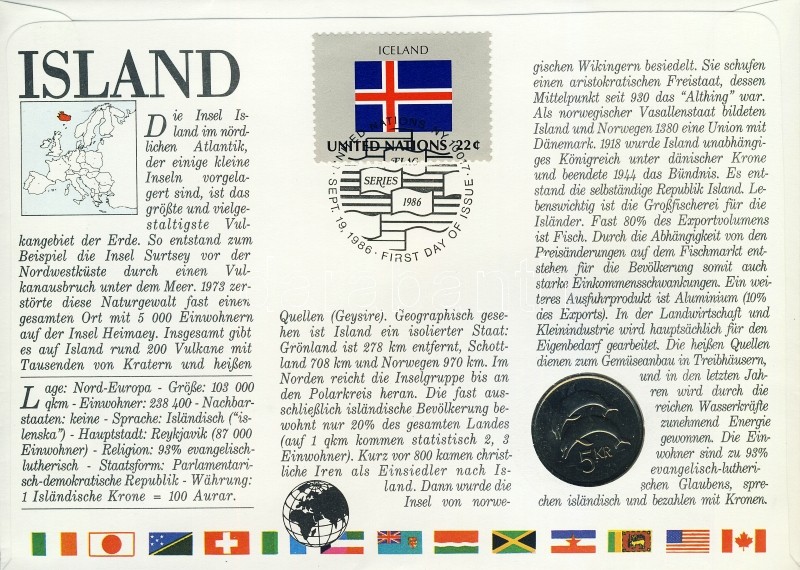 ISLAND
Die Insel Is-
land im nörd-
lichen Atlantik,
der einige kleine
Inseln vorgela-
gert sind, ist das
größte und vielge-
staltigste Vul-
kangebiet der Erde. So entstand zum
Beispiel die Insel Surtsey vor der
Nordwestküste durch einen Vul-
kanausbruch unter dem Meer. 1973 zer-
störte diese Naturgewalt fast einen
gesamten Ort mit 5 000 Einwohnern
auf der Insel Heimaey. Insgesamt gibt
es auf Island rund 200 Vulkane mit
Tausenden von Kratern und heißen
Lage: Nord-Europa - Größe: 103 000
qkm - Einwohner: 238 400 - Nachbar-
staaten: keine - Sprache: Isländisch ("is-
lenska") - Hauptstadt: Reykjavik (87 000
Einwohner) - Religion: 93% evangelisch-
lutherisch - Staatsform: Parlamentari-
sch-demokratische Republik - Währung:
1 Isländische Krone = 100 Aurar.
ICELAND
UNITED NATIONS 22¢
UNITED NATIONS, NY 10017
FLAG
SERIES
1986
SEPT. 19, 1986 · FIRST DAY OF ISSUE
Quellen (Geysire). Geographisch gese-
hen ist Island ein isolierter Staat:
Grönland ist 278 km entfernt, Schott-
land 708 km und Norwegen 970 km. Im
Norden reicht die Inselgruppe bis an
den Polarkreis heran. Die fast aus-
schließlich isländische Bevölkerung be-
wohnt nur 20% des gesamten Landes
(auf 1 qkm kommen statistisch 2, 3
Einwohner). Kurz vor 800 kamen christ-
liche Iren als Einsiedler nach Is-
land. Dann wurde die
Insel von norwe-
gischen Wikingern besiedelt. Sie schufen
einen aristokratischen Freistaat, dessen
Mittelpunkt seit 930 das "Althing" war.
Als norwegischer Vasallenstaat bildeten
Island und Norwegen 1380 eine Union mit
Dänemark. 1918 wurde Island unabhängi-
ges Königreich unter dänischer Krone
und beendete 1944 das Bündnis. Es ent-
stand die selbständige Republik Island. Le-
benswichtig ist die Großfischerei für die
Isländer. Fast 80% des Exportvolumens
ist Fisch. Durch die Abhängigkeit von den
Preisänderungen auf dem Fischmarkt ent-
stehen für die Bevölkerung somit auch
starke Einkommensschwankungen. Ein wei-
teres Ausfuhrprodukt ist Aluminium (10%
des Exports). In der Landwirtschaft und
Kleinindustrie wird hauptsächlich für den
Eigenbedarf gearbeitet. Die heißen Quellen
dienen zum Gemüseanbau in Treibhäusern,
und in den letzten Jah-
ren wird durch die
reichen Wasserkräfte
zunehmend Energie
gewonnen. Die Ein-
wohner sind zu 93%
evangelisch-lutheri-
schen Glaubens, spre-
chen isländisch und bezahlen mit Kronen.
5 KR